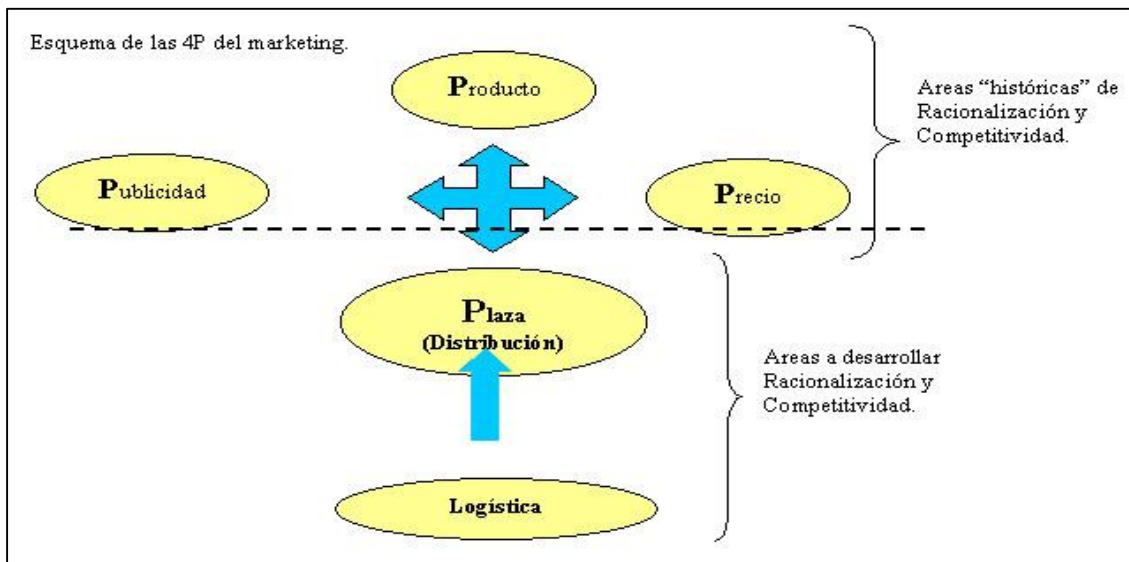 Esquema de las 4P del marketing.
Producto
Publicidad
Precio
Areas “históricas” de
Racionalización y
Competitividad.
Plaza
(Distribución)
Areas a desarrollar
Racionalización y
Competitividad.
Logística